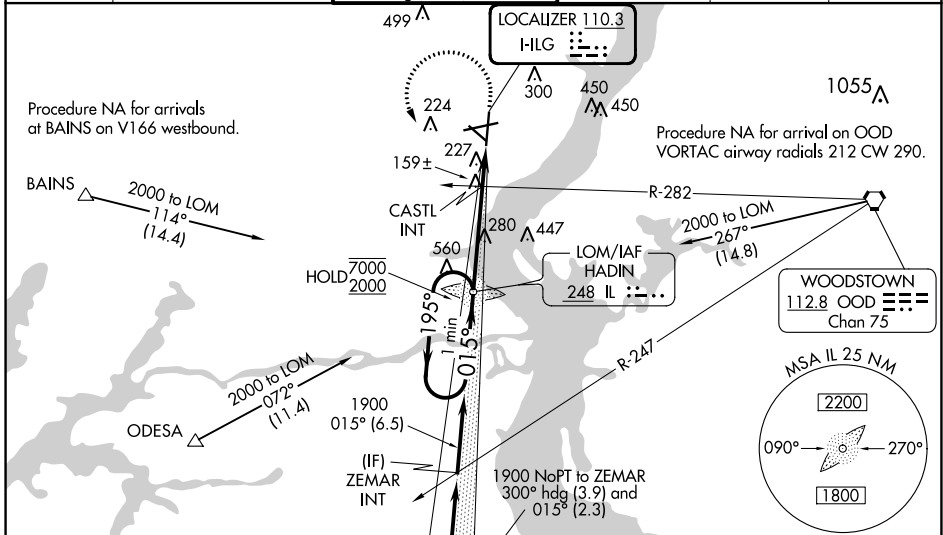 499
LOCALIZER 110.3
I-ILG
300
450
450
1055
Procedure NA for arrivals
at BAINS on V166 westbound.
224
Procedure NA for arrival on OOD
VORTAC airway radials 212 CW 290.
227
159±
BAINS
2000 to LOM
114°
(14.4)
R-282
CASTL
INT
2000 to LOM
267°
(14.8)
280
447
560
HOLD
7000
2000
LOM/IAF
HADIN
248 IL
WOODSTOWN
112.8 OOD
Chan 75
195°
1 min
015°
R-247
MSA IL 25 NM
2200
090°
270°
1800
2000 to LOM
072°
(11.4)
ODESA
1900
015° (6.5)
(IF)
ZEMAR
INT
1900 NoPT to ZEMAR
300° hdg (3.9) and
015° (2.3)